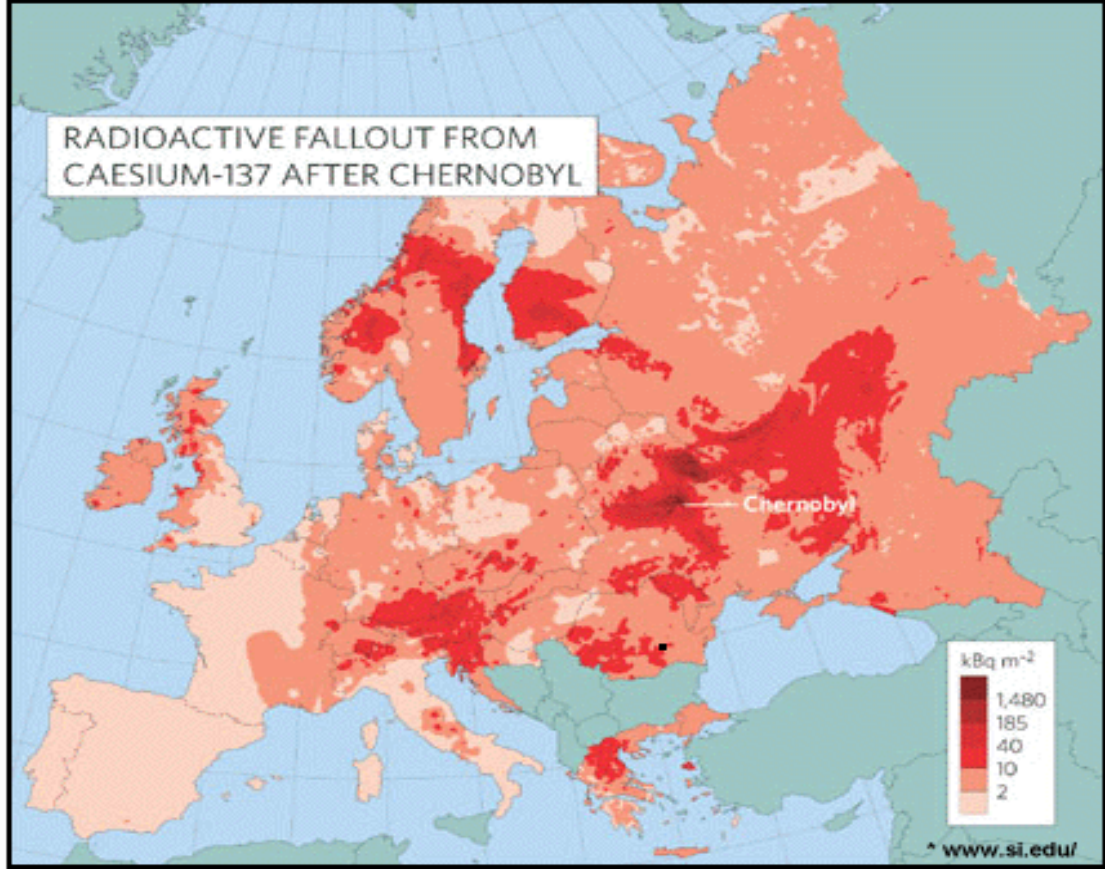 RADIOACTIVE FALLOUT FROM
CAESIUM-137 AFTER CHERNOBYL
Chernobyl
kBq m⁻²
1,480
185
40
10
2
* www.si.edu/